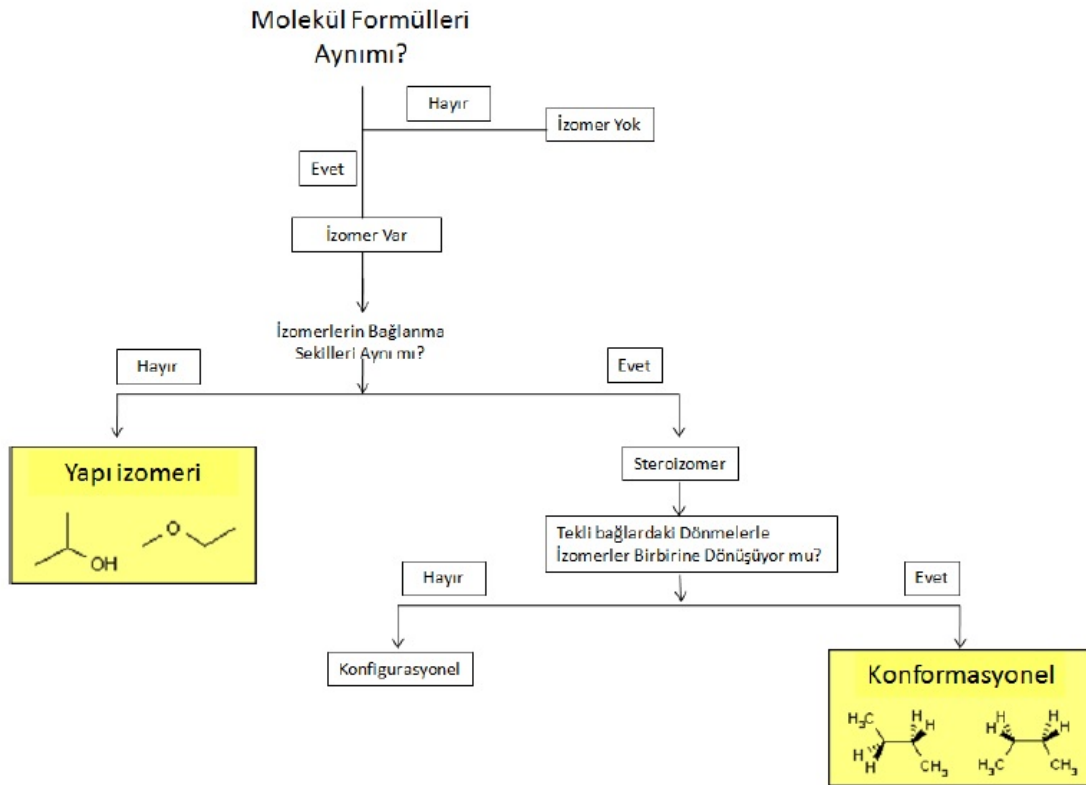 Molekül Formülleri
Aynımı?
Hayır
İzomer Yok
Evet
İzomer Var
İzomerlerin Bağlanma
Sekilleri Aynı mı?
Hayır
Evet
Yapı izomeri
O
OH
Steroizomer
Tekli bağlardaki Dönmelerle
İzomerler Birbirine Dönüşüyor mu?
Hayır
Evet
Konfigurasyonel
Konformasyonel
H₃C
H
H
H
H
CH₃
H
H
H
H
H₃C
CH₃